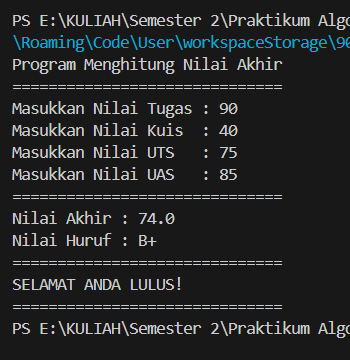 PS E:\KULIAH\Semester 2\Praktikum Algo
\Roaming\Code\User\workspaceStorage\90
Program Menghitung Nilai Akhir
==============================
Masukkan Nilai Tugas : 90
Masukkan Nilai Kuis  : 40
Masukkan Nilai UTS   : 75
Masukkan Nilai UAS   : 85
==============================
Nilai Akhir : 74.0
Nilai Huruf : B+
==============================
SELAMAT ANDA LULUS!
==============================
PS E:\KULIAH\Semester 2\Praktikum Algo